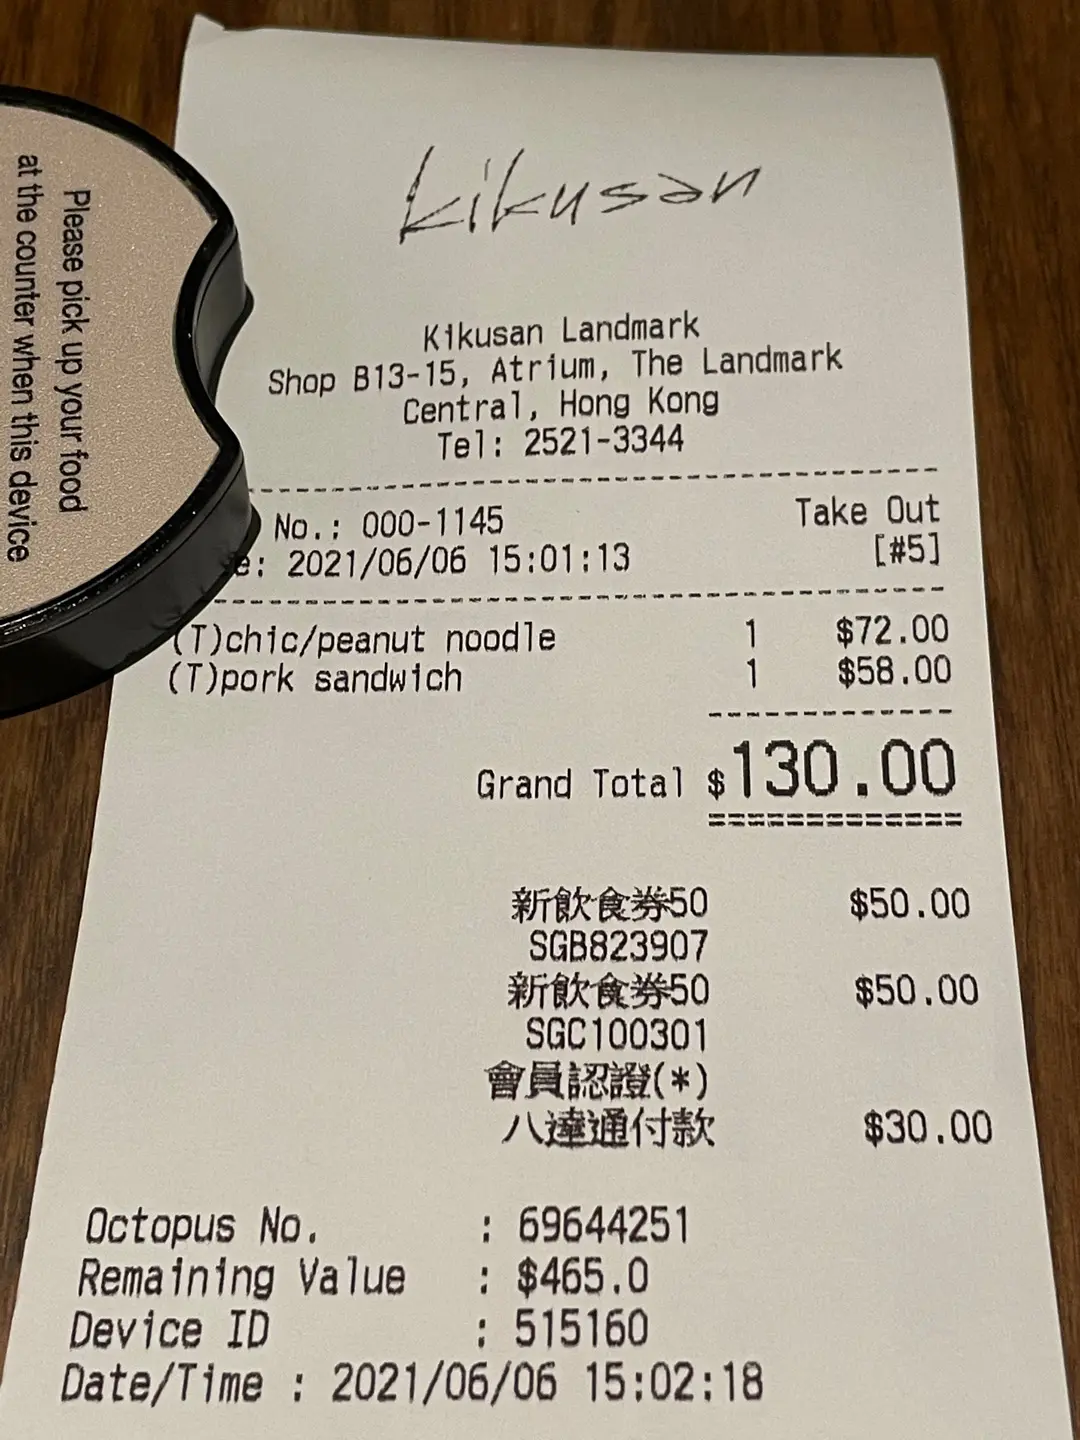 Please pick up your food
at the counter when this device
kikusan
Kikusan Landmark
Shop B13-15, Atrium, The Landmark
Central, Hong Kong
Tel: 2521-3344
No.: 000-1145 Take Out
e: 2021/06/06 15:01:13 [#5]
(T)chic/peanut noodle 1 $72.00
(T)pork sandwich 1 $58.00
Grand Total $130.00
新飲食券50 $50.00
SGB823907
新飲食券50 $50.00
SGC100301
會員認證(*)
八達通付款 $30.00
Octopus No. : 69644251
Remaining Value : $465.0
Device ID : 515160
Date/Time : 2021/06/06 15:02:18